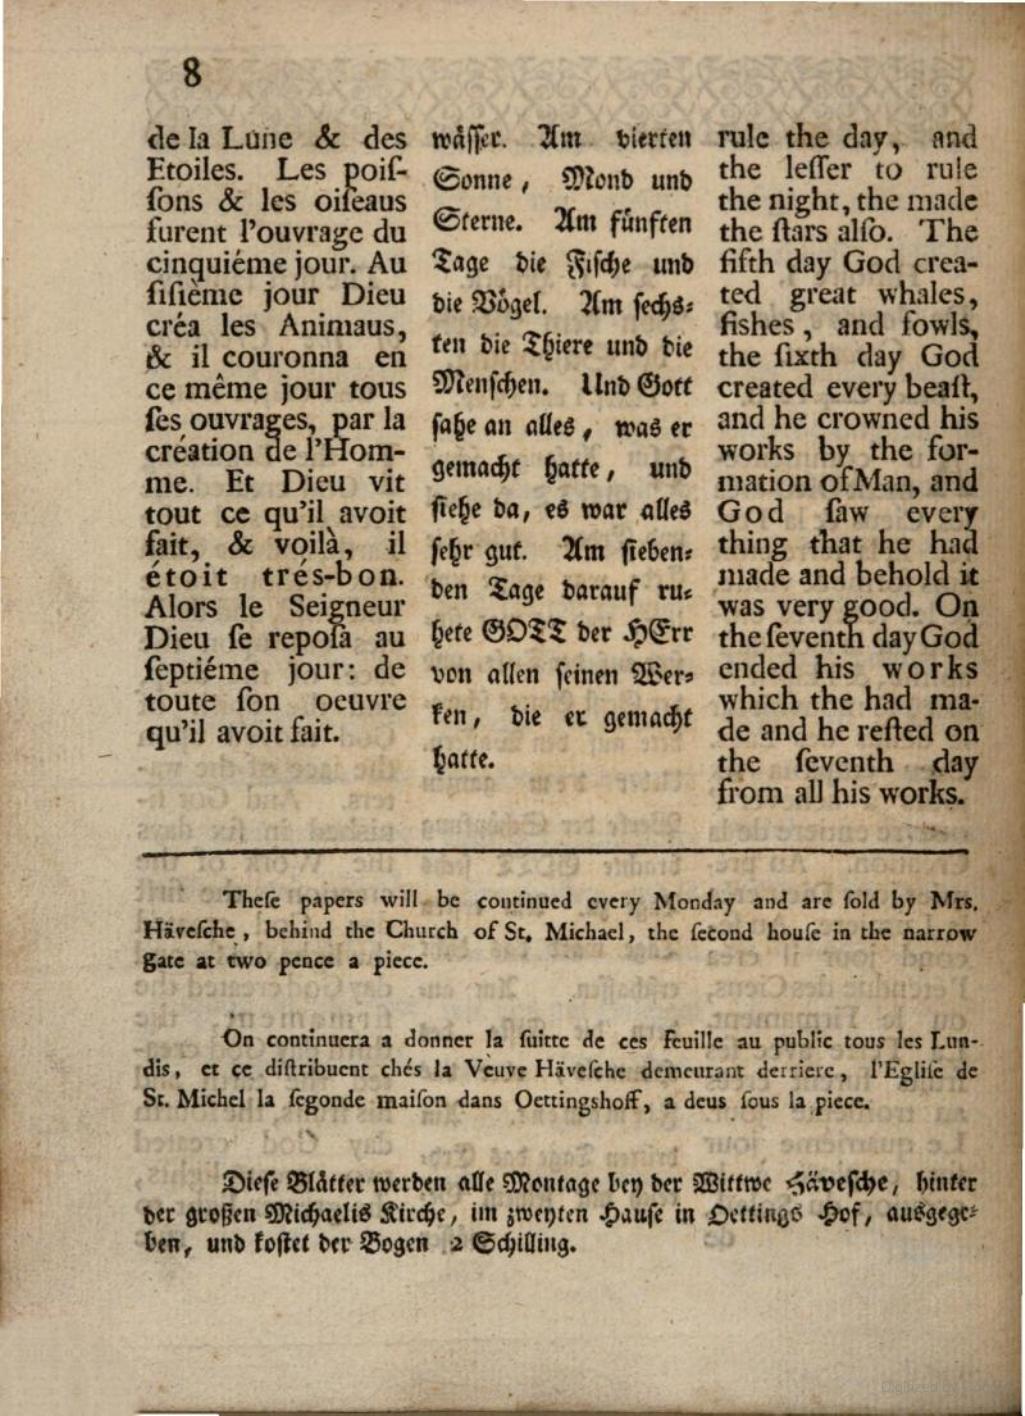 8
de la Lune & des
Etoiles. Les poiſ-
ſons & les oiſeaus
furent l'ouvrage du
cinquiéme jour. Au
ſiſième jour Dieu
créa les Animaus,
& il couronna en
ce même jour tous
ſes ouvrages, par la
création de l'Hom-
me. Et Dieu vit
tout ce qu'il avoit
fait, & voilà, il
étoit trés-bon.
Alors le Seigneur
Dieu ſe repoſa au
ſeptiéme jour: de
toute ſon oeuvre
qu'il avoit fait.
wäſſer. Am vierten
Sonne, Mond und
Sterne. Am fünften
Tage die Fiſche und
die Vögel. Am ſechs-
ten die Thiere und die
Menſchen. Und Gott
ſahe an alles, was er
gemacht hatte, und
ſiehe da, es war alles
ſehr gut. Am ſieben-
den Tage darauf ru-
hete GOTT der HErr
von allen ſeinen Wer-
ken, die er gemacht
hatte.
rule the day, and
the leſſer to rule
the night, the made
the ſtars alſo. The
fifth day God crea-
ted great whales,
fishes, and fowls,
the ſixth day God
created every beaſt,
and he crowned his
works by the for-
mation of Man, and
God ſaw every
thing that he had
made and behold it
was very good. On
the ſeventh day God
ended his works
which the had ma-
de and he reſted on
the ſeventh day
from all his works.
Theſe papers will be continued every Monday and are ſold by Mrs.
Häveſche, behind the Church of St. Michael, the ſecond houſe in the narrow
gate at two pence a piece.
On continuera a donner la ſuitte de ces Feuille au public tous les Lun-
dis, et ce diſtribuent chés la Veuve Häveſche demeurant derriere, l'Egliſe de
St. Michel la ſegonde maiſon dans Oettingshoff, a deus ſous la piece.
Dieſe Blätter werden alle Montage bey der Wittwe Häveſche, hinter
der großen Michaelis Kirche, im zweyten Hauſe in Oettings Hof, ausgege-
ben, und koſtet der Bogen 2 Schilling.